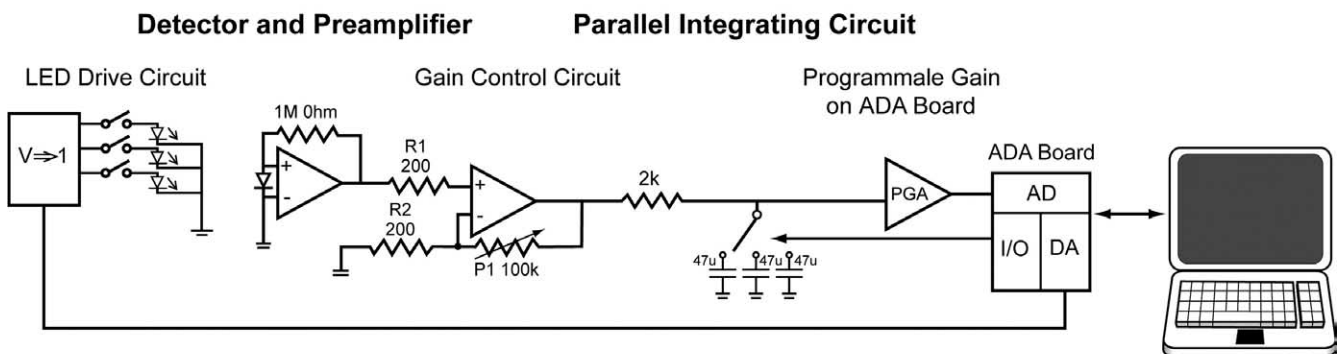 Detector and Preamplifier
Parallel Integrating Circuit
LED Drive Circuit
Gain Control Circuit
Programmale Gain
on ADA Board
1M 0hm
V⇒1
+
-
R1
200
R2
200
+
-
P1 100k
2k
47u
47u
47u
PGA
ADA Board
AD
I/O
DA